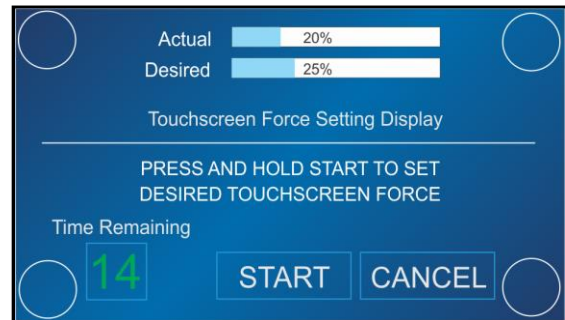 Actual 20%
Desired 25%
Touchscreen Force Setting Display
PRESS AND HOLD START TO SET
DESIRED TOUCHSCREEN FORCE
Time Remaining
14 START CANCEL